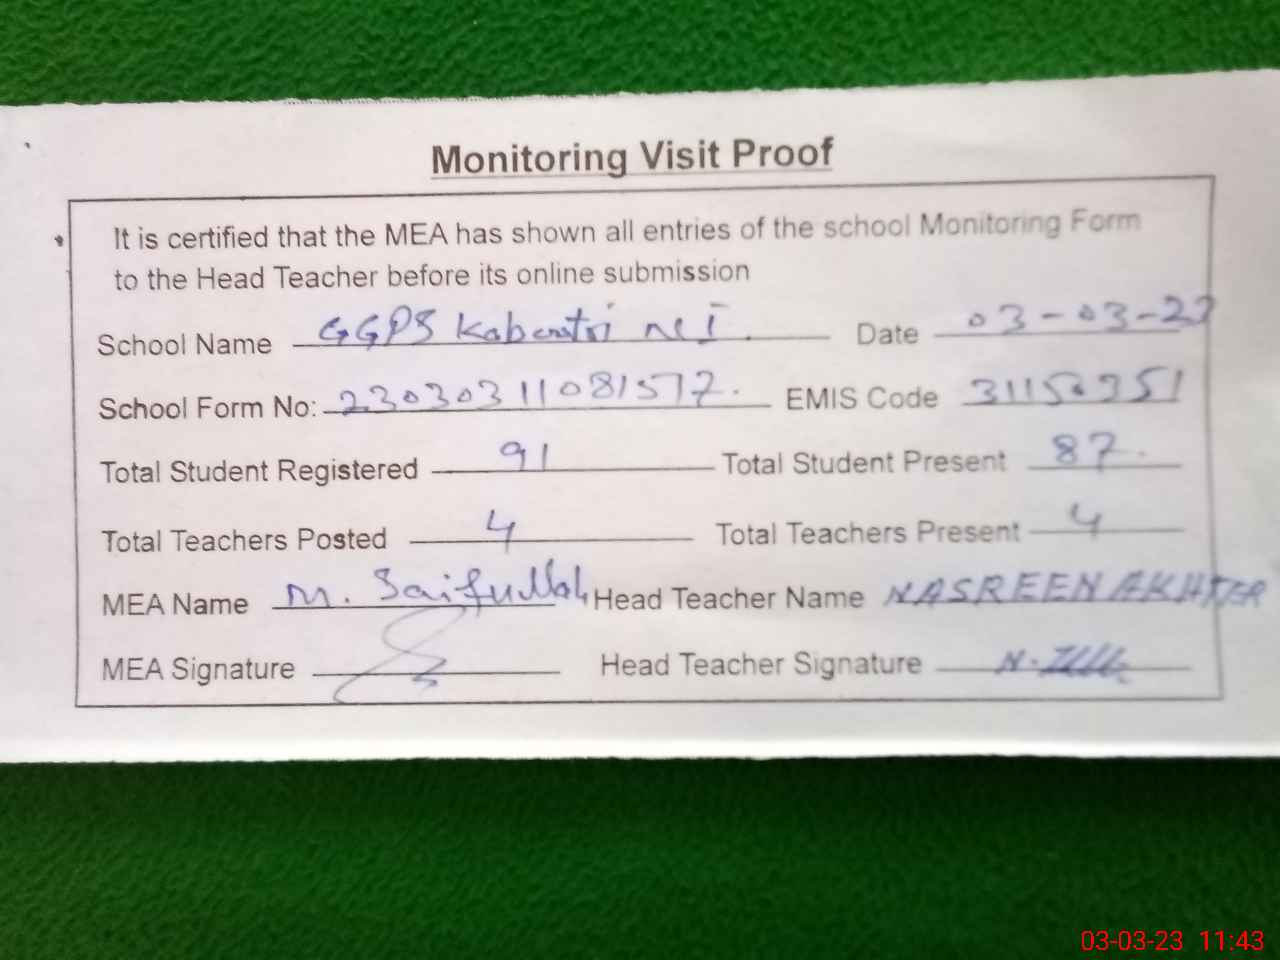 Monitoring Visit Proof
It is certified that the MEA has shown all entries of the school Monitoring Form
to the Head Teacher before its online submission
School Name GGPS Date 03-03-23
School Form No: 23030311081517. EMIS Code 31150351
Total Student Registered 91 Total Student Present 87.
Total Teachers Posted 4 Total Teachers Present 4
MEA Name M. Saifullah Head Teacher Name NASREEN AKHTER
MEA Signature Head Teacher Signature
03-03-23 11:43